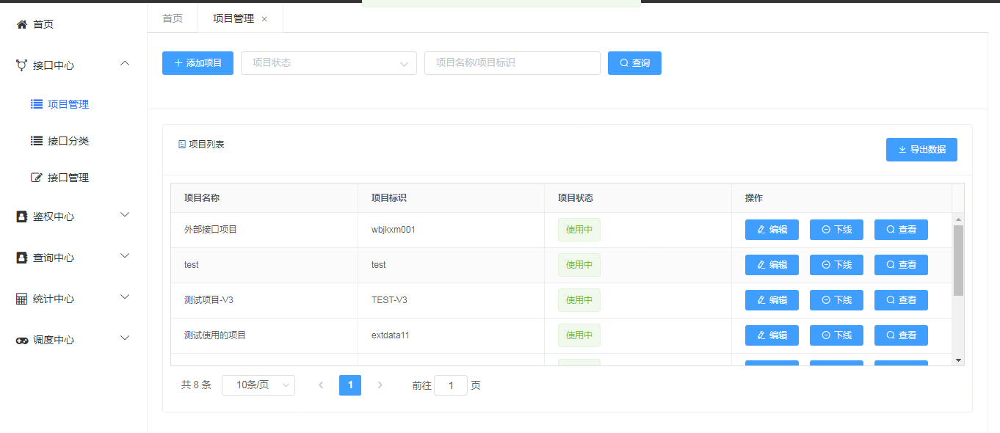 首页
接口中心
项目管理
接口分类
接口管理
鉴权中心
查询中心
统计中心
调度中心
首页 项目管理 ×
+ 添加项目 项目状态 项目名称/项目标识 查询
项目列表 导出数据
项目名称 项目标识 项目状态 操作
外部接口项目 wbjkxm001 使用中 编辑 下线 查看
test test 使用中 编辑 下线 查看
测试项目-V3 TEST-V3 使用中 编辑 下线 查看
测试使用的项目 extdata11 使用中 编辑 下线 查看
共 8 条 10条/页 1 前往 1 页